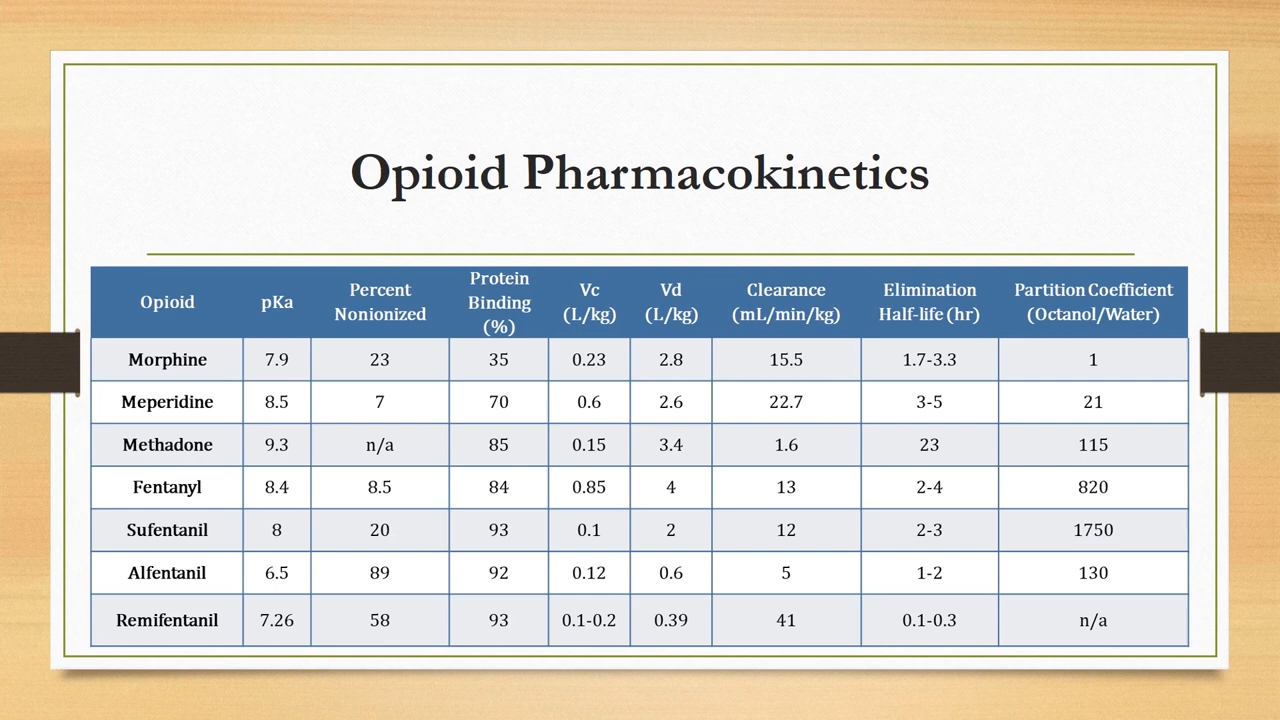 Opioid Pharmacokinetics
Opioid pKa Percent Nonionized Protein Binding (%) Vc (L/kg) Vd (L/kg) Clearance (mL/min/kg) Elimination Half-life (hr) Partition Coefficient (Octanol/Water)
Morphine 7.9 23 35 0.23 2.8 15.5 1.7-3.3 1
Meperidine 8.5 7 70 0.6 2.6 22.7 3-5 21
Methadone 9.3 n/a 85 0.15 3.4 1.6 23 115
Fentanyl 8.4 8.5 84 0.85 4 13 2-4 820
Sufentanil 8 20 93 0.1 2 12 2-3 1750
Alfentanil 6.5 89 92 0.12 0.6 5 1-2 130
Remifentanil 7.26 58 93 0.1-0.2 0.39 41 0.1-0.3 n/a